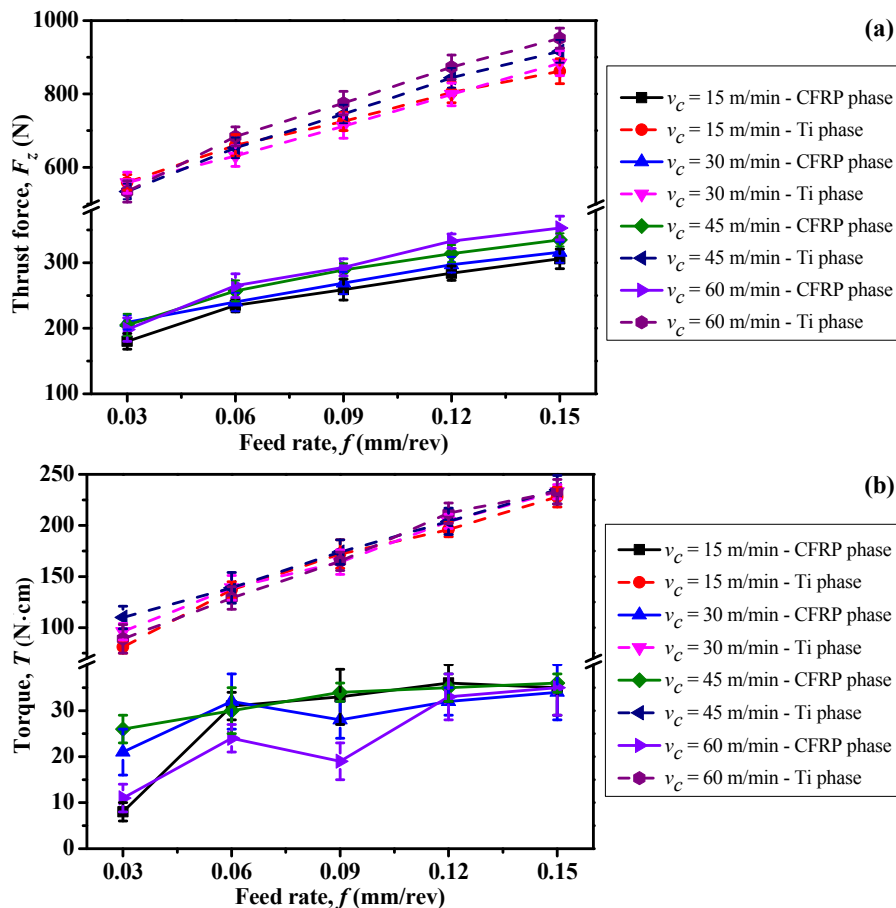 (a)
Thrust force, F_z (N)
1000
800
600
300
200
100
0.03 0.06 0.09 0.12 0.15
Feed rate, f (mm/rev)
v_c = 15 m/min - CFRP phase
v_c = 15 m/min - Ti phase
v_c = 30 m/min - CFRP phase
v_c = 30 m/min - Ti phase
v_c = 45 m/min - CFRP phase
v_c = 45 m/min - Ti phase
v_c = 60 m/min - CFRP phase
v_c = 60 m/min - Ti phase
(b)
Torque, T (N·cm)
250
200
150
100
30
20
10
0
0.03 0.06 0.09 0.12 0.15
Feed rate, f (mm/rev)
v_c = 15 m/min - CFRP phase
v_c = 15 m/min - Ti phase
v_c = 30 m/min - CFRP phase
v_c = 30 m/min - Ti phase
v_c = 45 m/min - CFRP phase
v_c = 45 m/min - Ti phase
v_c = 60 m/min - CFRP phase
v_c = 60 m/min - Ti phase